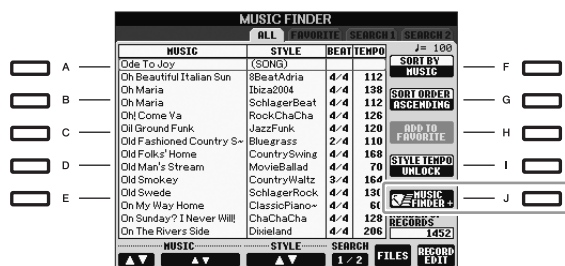 MUSIC FINDER
ALL FAVORITE SEARCH 1 SEARCH 2
MUSIC STYLE BEAT TEMPO
Ode To Joy (SONG)
Oh Beautiful Italian Sun 8BeatAdria 4/4 112
Oh Maria Ibiza2004 4/4 138
Oh Maria SchlagerBeat 4/4 112
Oh! Come Va RockChaCha 4/4 126
Oil Ground Funk JazzFunk 4/4 120
Old Fashioned Country S~ Bluegrass 2/4 110
Old Folks' Home CountrySwing 4/4 168
Old Man's Stream MovieBallad 4/4 70
Old Smokey CountryWaltz 3/4 164
Old Swede SchlagerRock 4/4 130
On My Way Home ClassicPiano~ 4/4 60
On Sunday? I Never Will! ChaChaCha 4/4 128
On The Rivers Side Dixieland 4/4 206
♩= 100
SORT BY
MUSIC
SORT ORDER
ASCENDING
ADD TO
FAVORITE
STYLE TEMPO
UNLOCK
MUSIC
FINDER +
RECORDS
1452
MUSIC STYLE SEARCH
▲▼ ▲▼ ▲▼ 1/2 FILES RECORD
EDIT
A
B
C
D
E
F
G
H
I
J